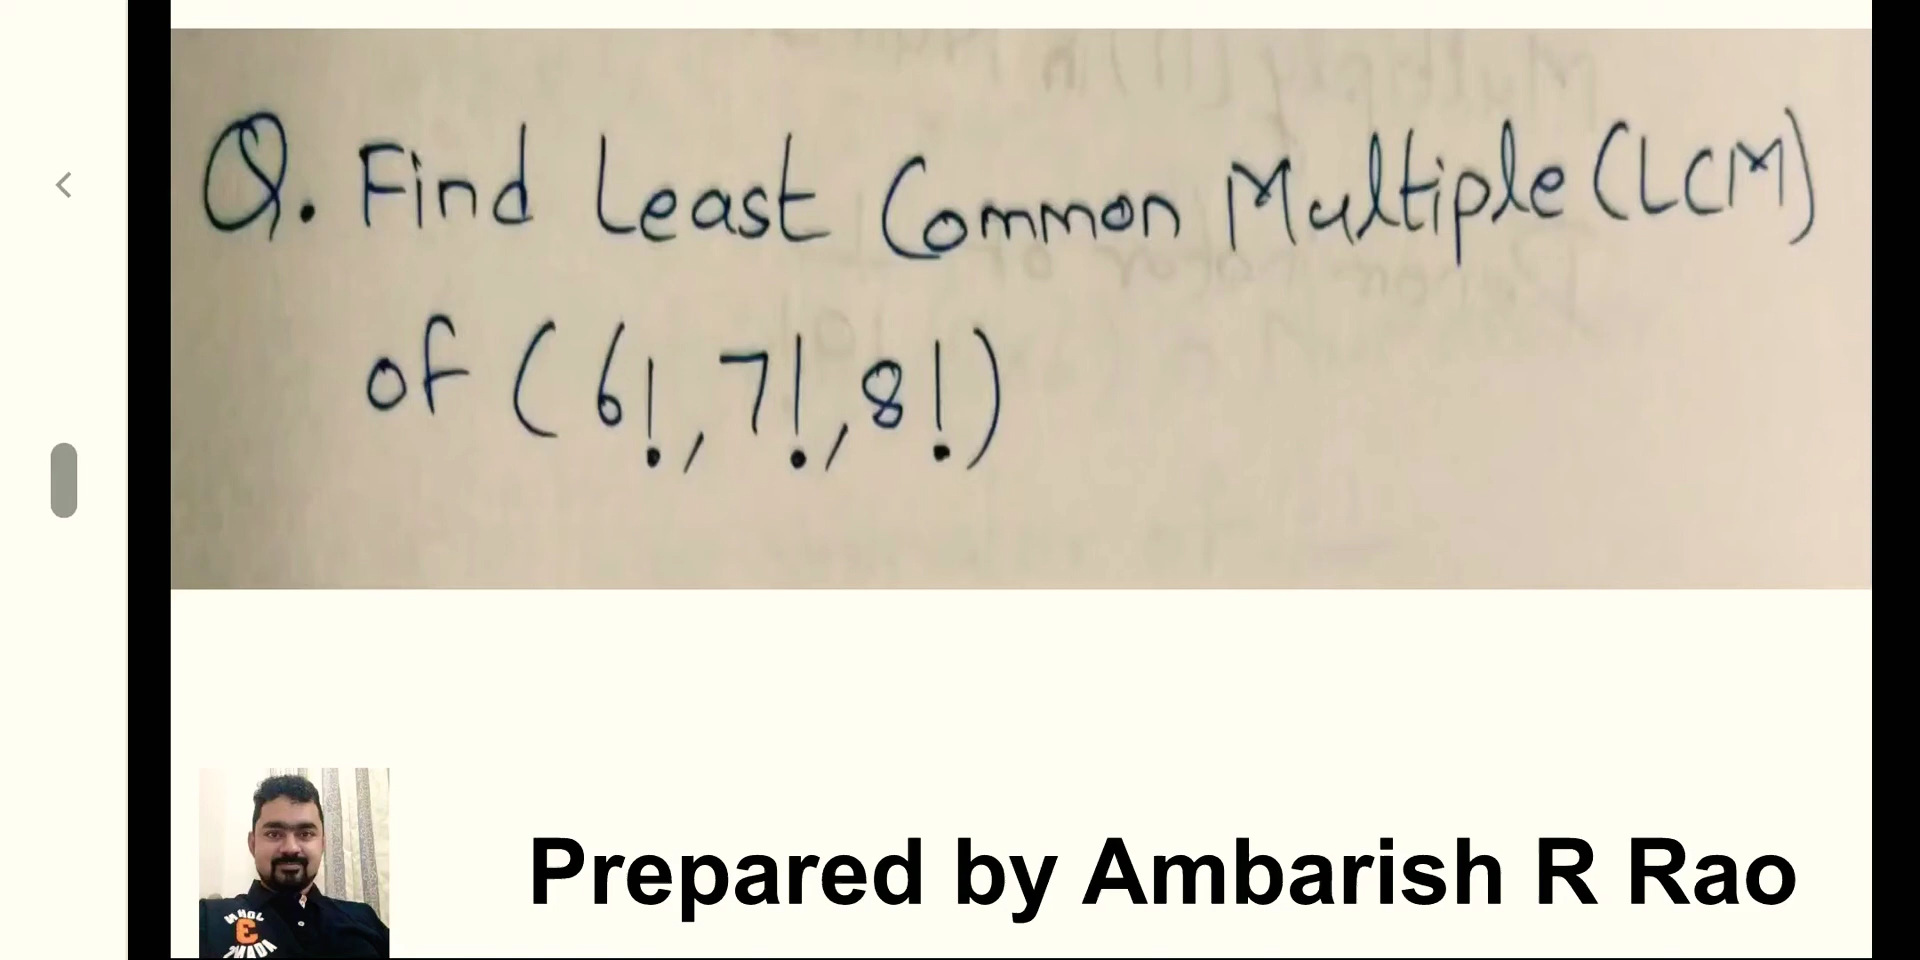 Q. Find Least Common Multiple (LCM)
of (6!, 7!, 8!)
Prepared by Ambarish R Rao